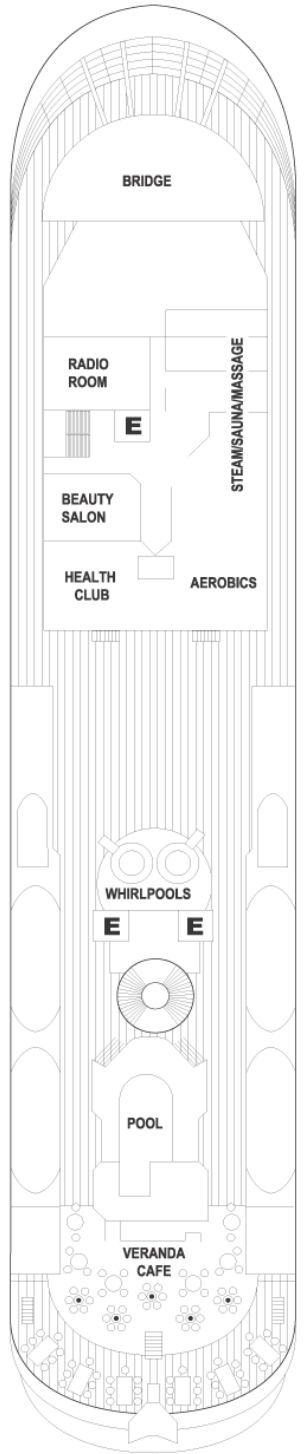 BRIDGE
RADIO
ROOM
STEAM/SAUNA/MASSAGE
E
BEAUTY
SALON
HEALTH
CLUB
AEROBICS
WHIRLPOOLS
E
E
POOL
VERANDA
CAFE